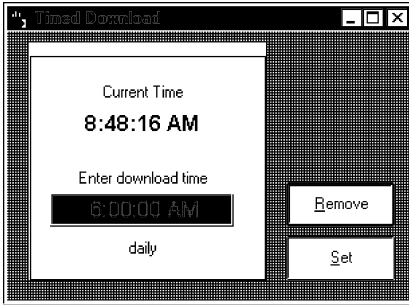 Timed Download
Current Time
8:48:16 AM
Enter download time
6:00:00 AM
daily
Remove
Set